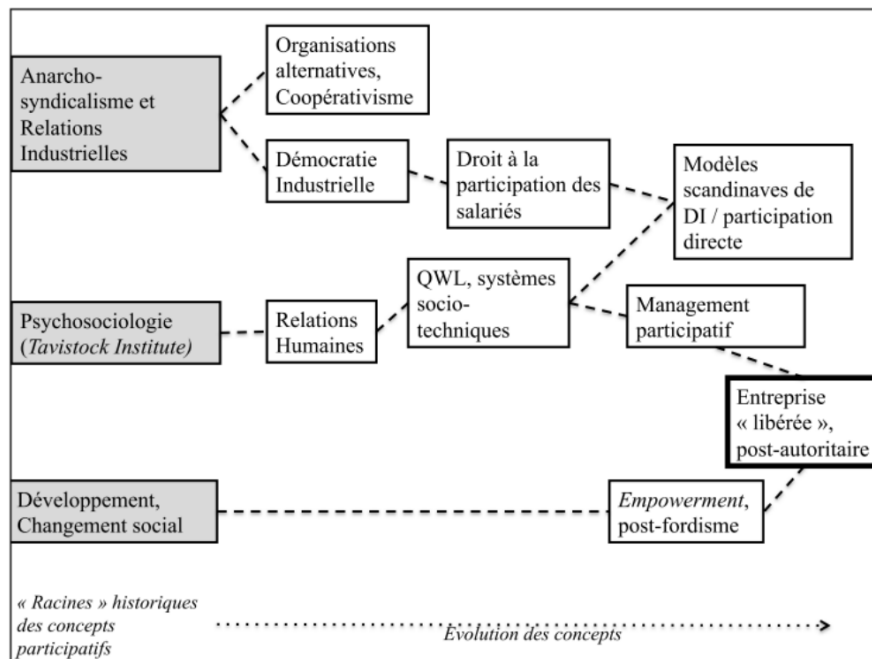 Anarcho-
syndicalisme et
Relations
Industrielles
Organisations
alternatives,
Coopérativisme
Démocratie
Industrielle
Droit à la
participation des
salariés
Modèles
scandinaves de
DI / participation
directe
Psychosociologie
(Tavistock Institute)
Relations
Humaines
QWL, systèmes
socio-
techniques
Management
participatif
Entreprise
« libérée »,
post-autoritaire
Développement,
Changement social
Empowerment,
post-fordisme
« Racines » historiques
des concepts
participatifs
Évolution des concepts